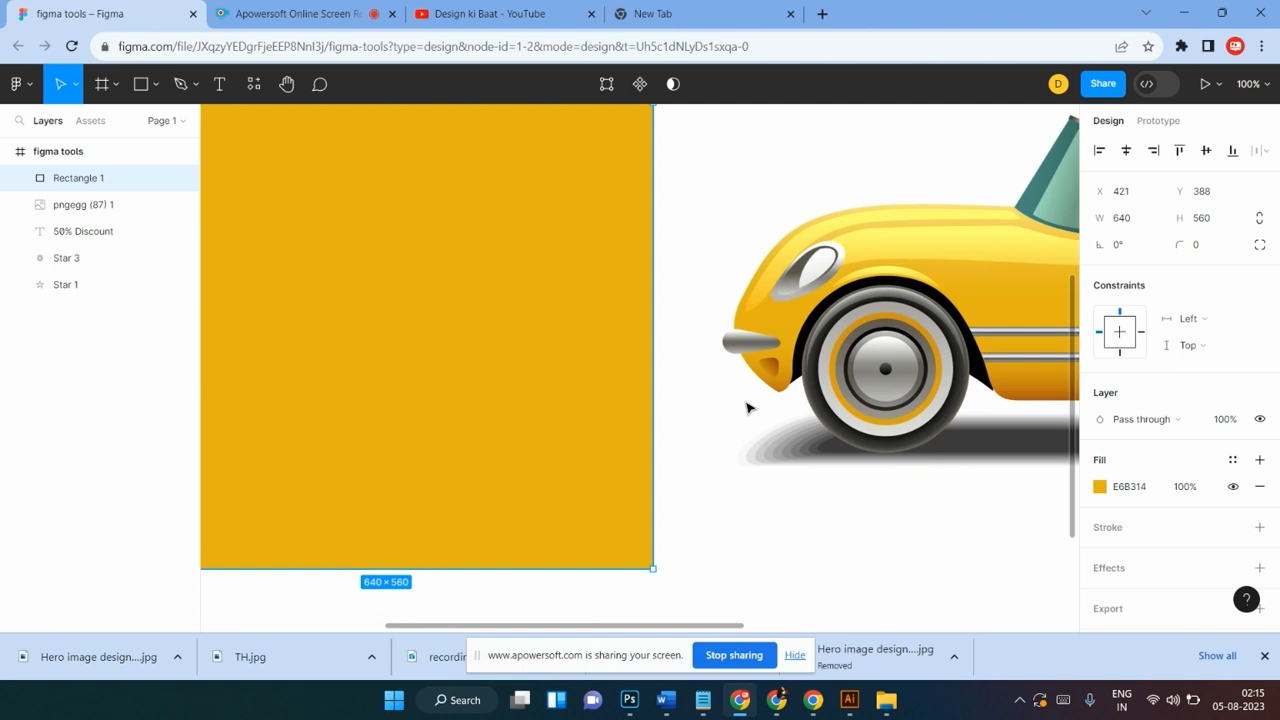 figma tools – Figma
Apowersoft Online Screen Re
Design ki Baat - YouTube
New Tab
figma.com/file/JXqzyYEDgrFjeEEP8NnI3j/figma-tools?type=design&node-id=1-2&mode=design&t=Uh5c1dNLyDs1sxqa-0
D
Share
100%
Layers
Assets
Page 1
Design
Prototype
figma tools
Rectangle 1
pngegg (87) 1
50% Discount
Star 3
Star 1
X 421
Y 388
W 640
H 560
0°
0
Constraints
Left
Top
Layer
Pass through
100%
Fill
E6B314
100%
Stroke
Effects
Export
?
640 × 560
Hero image design....jpg
TH.jpg
recordin
www.apowersoft.com is sharing your screen.
Stop sharing
Hide
Hero image design....jpg
Removed
Show all
Search
Ps
W
Ai
ENG
IN
02:15
05-08-2023